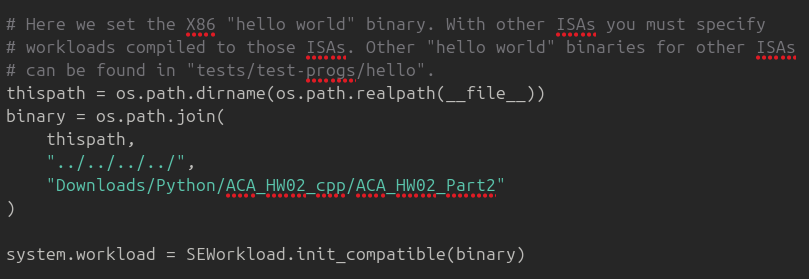 # Here we set the X86 "hello world" binary. With other ISAs you must specify
# workloads compiled to those ISAs. Other "hello world" binaries for other ISAs
# can be found in "tests/test-progs/hello".
thispath = os.path.dirname(os.path.realpath(__file__))
binary = os.path.join(
    thispath,
    "../../../../",
    "Downloads/Python/ACA_HW02_cpp/ACA_HW02_Part2"
)
system.workload = SEWorkload.init_compatible(binary)